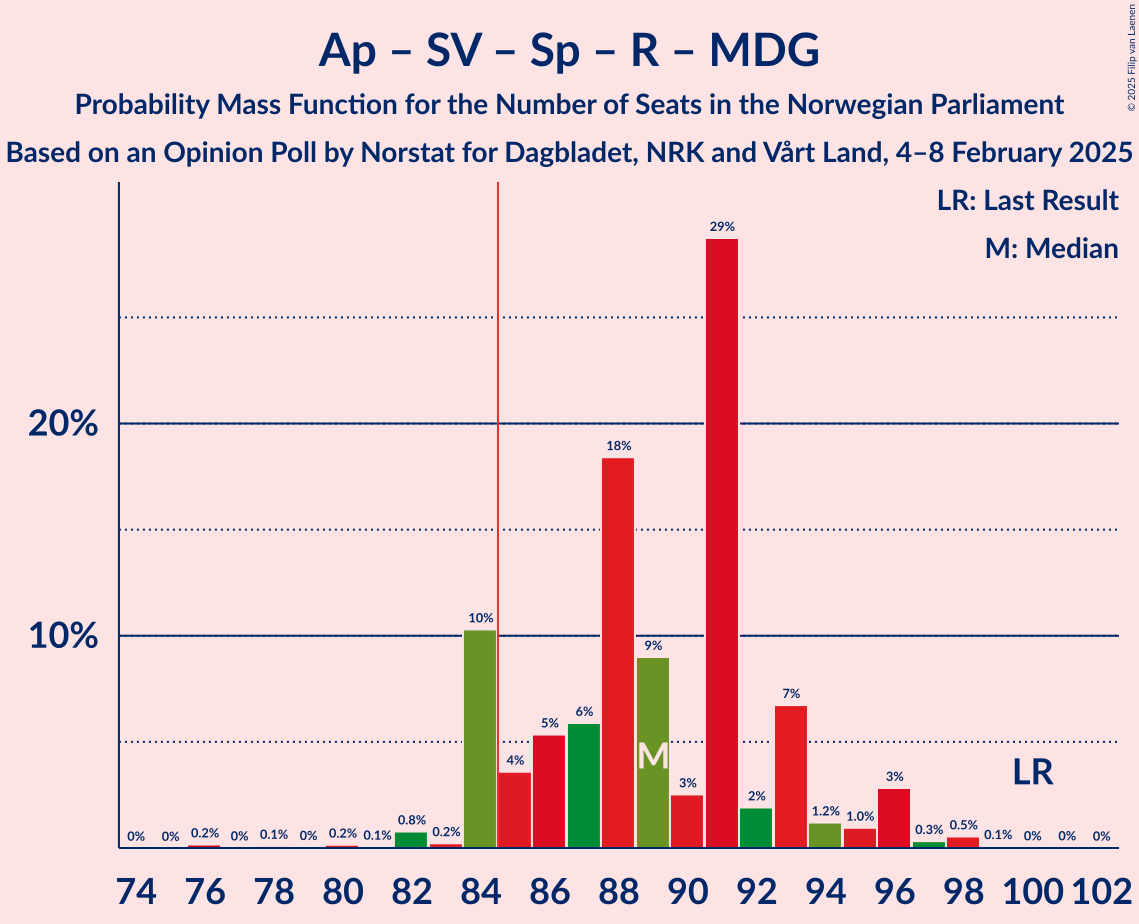 Ap – SV – Sp – R – MDG
Probability Mass Function for the Number of Seats in the Norwegian Parliament
Based on an Opinion Poll by Norstat for Dagbladet, NRK and Vårt Land, 4–8 February 2025
© 2025 Filip van Laenen
LR: Last Result
M: Median
20%
10%
0% 0% 0.2% 0% 0.1% 0% 0.2% 0.1% 0.8% 0.2% 10% 4% 5% 6% 18% 9% 3% 29% 2% 7% 1.2% 1.0% 3% 0.3% 0.5% 0.1% 0% 0% 0%
M
LR
74 76 78 80 82 84 86 88 90 92 94 96 98 100 102